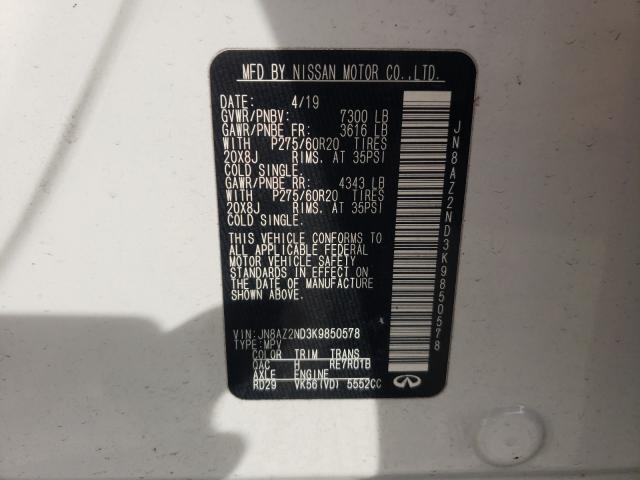 MFD BY NISSAN MOTOR CO.,LTD.
DATE: 4/19
GVWR/PNBV: 7300 LB
GAWR/PNBE FR: 3616 LB
WITH P275/60R20 TIRES
20X8J RIMS. AT 35PSI
COLD SINGLE.
GAWR/PNBE RR: 4343 LB
WITH P275/60R20 TIRES
20X8J RIMS. AT 35PSI
COLD SINGLE.
THIS VEHICLE CONFORMS TO
ALL APPLICABLE FEDERAL
MOTOR VEHICLE SAFETY
STANDARDS IN EFFECT ON
THE DATE OF MANUFACTURE
SHOWN ABOVE.
VIN:JN8AZ2ND3K9850578
TYPE:MPV
COLOR TRIM TRANS
QAC H RE7R01B
AXLE ENGINE
RD29 VK56(VD) 5552CC
JN8AZ2ND3K9850578